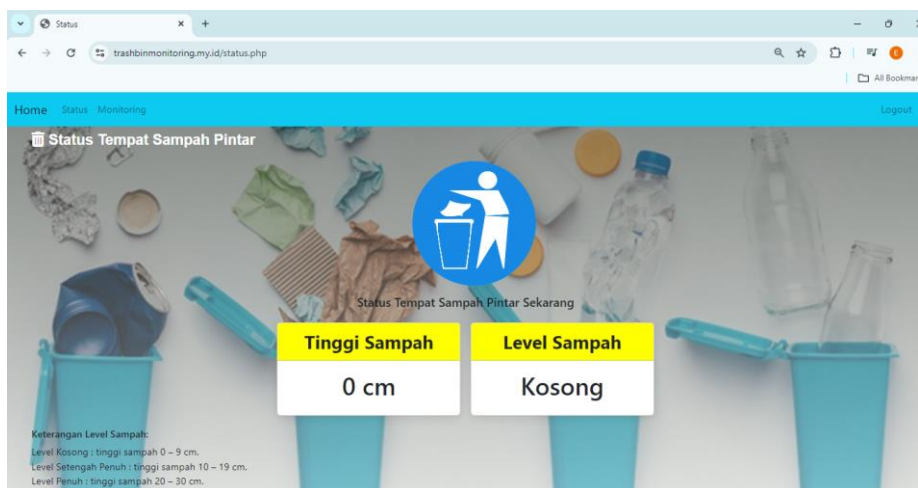 Status
trashbinmonitoring.my.id/status.php
E
All Bookmar
Home Status Monitoring Logout
Status Tempat Sampah Pintar
Status Tempat Sampah Pintar Sekarang
Tinggi Sampah Level Sampah
0 cm Kosong
Keterangan Level Sampah:
Level Kosong : tinggi sampah 0 – 9 cm.
Level Setengah Penuh : tinggi sampah 10 – 19 cm.
Level Penuh : tinggi sampah 20 – 30 cm.